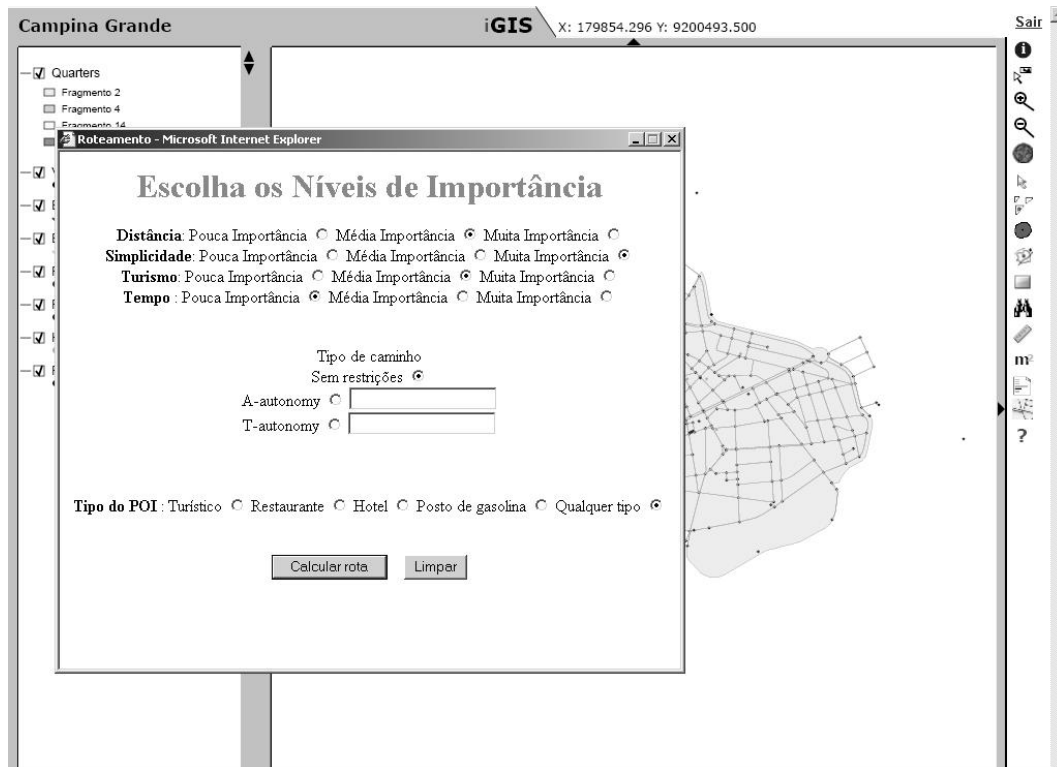 Campina Grande
iGIS
X: 179854.296 Y: 9200493.500
Sair
Quarters
Fragmento 2
Fragmento 4
Fragmento 14
Roteamento - Microsoft Internet Explorer
Escolha os Níveis de Importância
Distância: Pouca Importância Média Importância Muita Importância
Simplicidade: Pouca Importância Média Importância Muita Importância
Turismo: Pouca Importância Média Importância Muita Importância
Tempo : Pouca Importância Média Importância Muita Importância
Tipo de caminho
Sem restrições
A-autonomy
T-autonomy
Tipo do POI : Turístico Restaurante Hotel Posto de gasolina Qualquer tipo
Calcular rota Limpar
m²
?